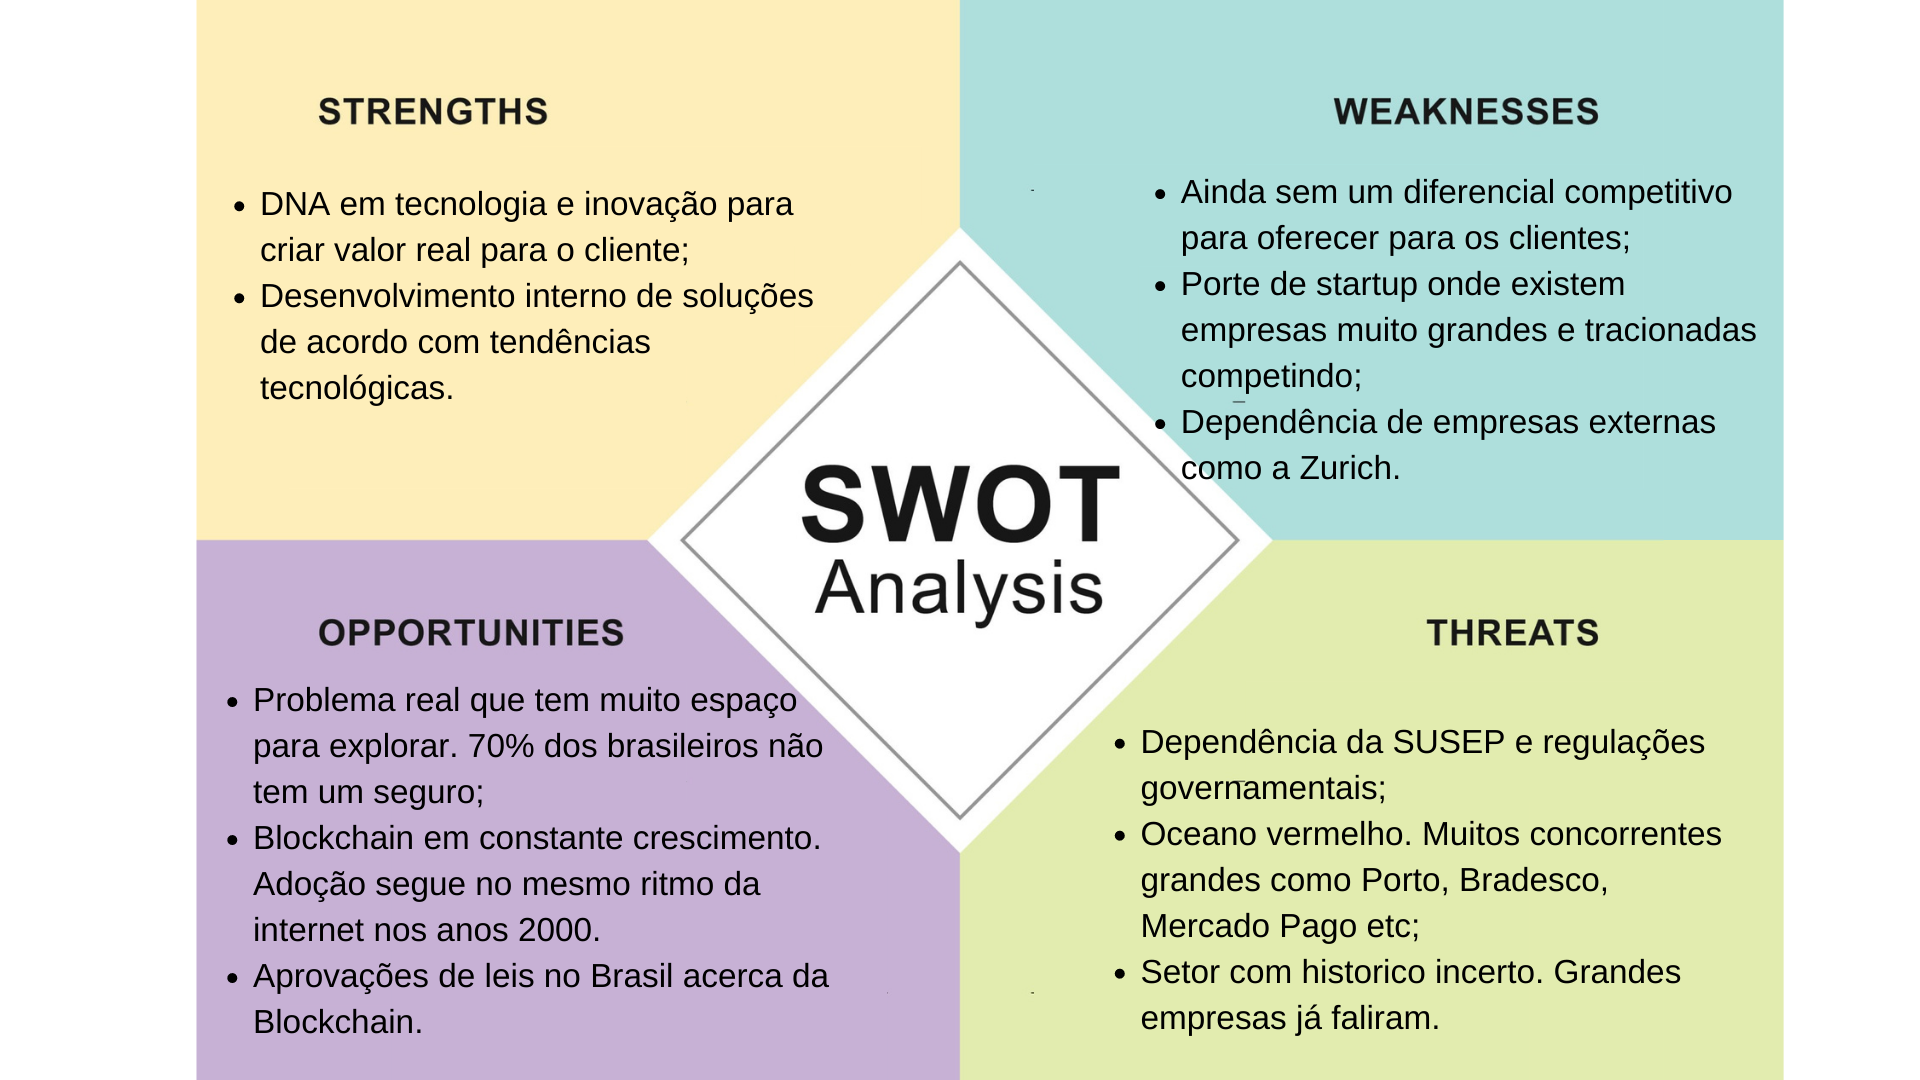 STRENGTHS
• DNA em tecnologia e inovação para
criar valor real para o cliente;
• Desenvolvimento interno de soluções
de acordo com tendências
tecnológicas.
WEAKNESSES
• Ainda sem um diferencial competitivo
para oferecer para os clientes;
• Porte de startup onde existem
empresas muito grandes e tracionadas
competindo;
• Dependência de empresas externas
como a Zurich.
SWOT
Analysis
OPPORTUNITIES
• Problema real que tem muito espaço
para explorar. 70% dos brasileiros não
tem um seguro;
• Blockchain em constante crescimento.
Adoção segue no mesmo ritmo da
internet nos anos 2000.
• Aprovações de leis no Brasil acerca da
Blockchain.
THREATS
• Dependência da SUSEP e regulações
governamentais;
• Oceano vermelho. Muitos concorrentes
grandes como Porto, Bradesco,
Mercado Pago etc;
• Setor com historico incerto. Grandes
empresas já faliram.